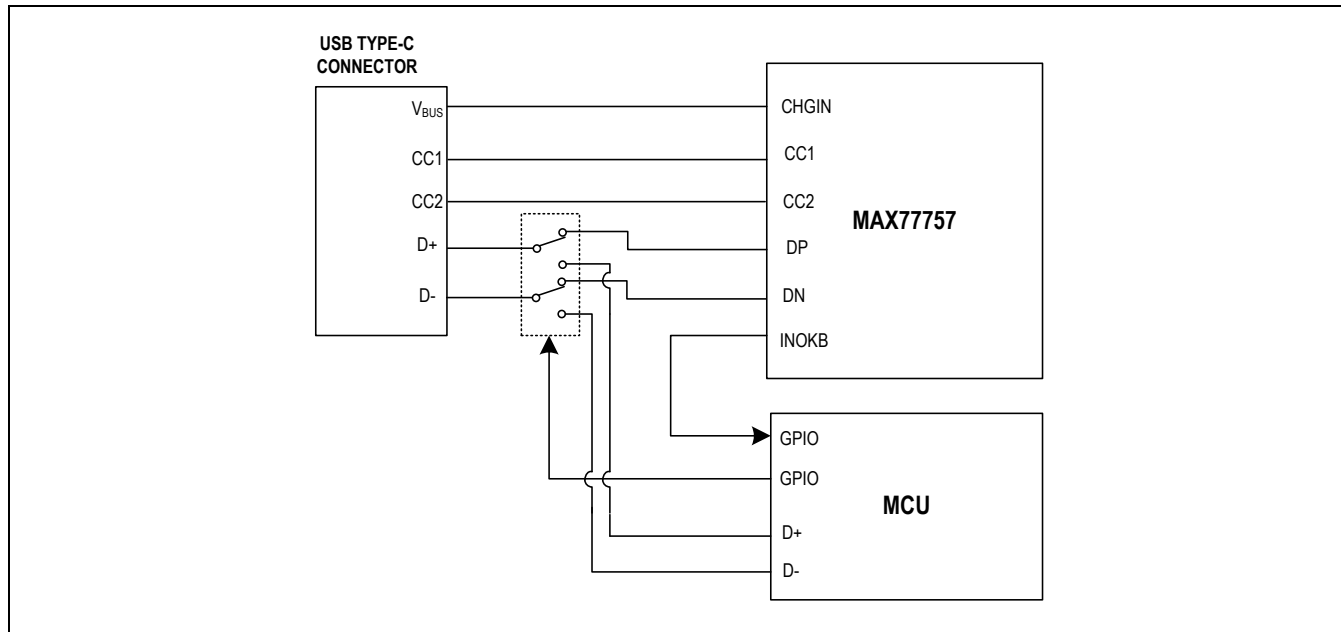 USB TYPE-C
CONNECTOR
VBUS
CC1
CC2
D+
D-
CHGIN
CC1
CC2
DP
DN
INOKB
MAX77757
GPIO
GPIO
D+
D-
MCU